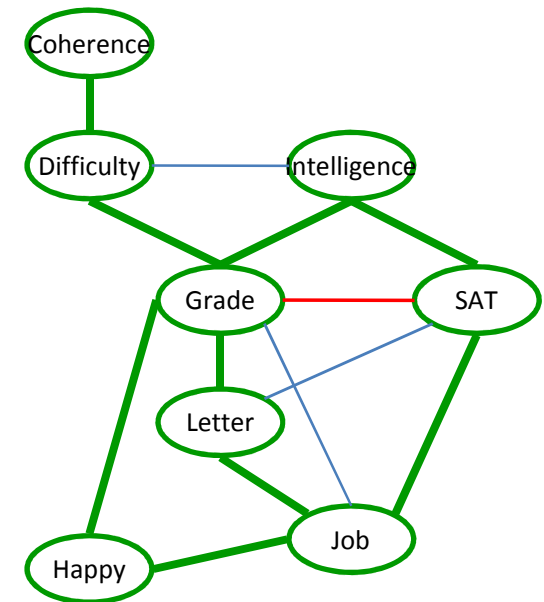 Coherence
Difficulty
Intelligence
Grade
SAT
Letter
Job
Happy